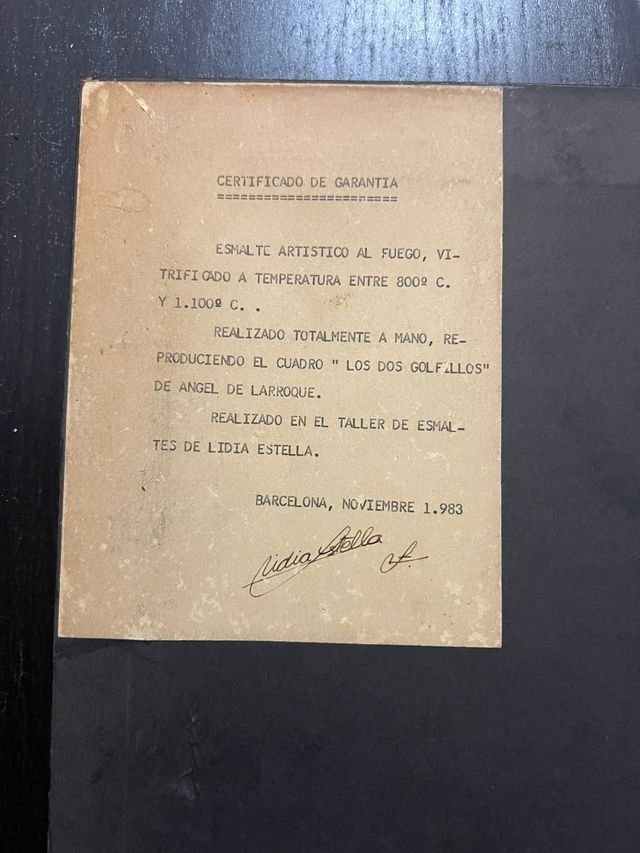 CERTIFICADO DE GARANTIA
=======================
ESMALTE ARTISTICO AL FUEGO, VI-
TRIFICADO A TEMPERATURA ENTRE 800º C.
Y 1.100º C. .
REALIZADO TOTALMENTE A MANO, RE-
PRODUCIENDO EL CUADRO " LOS DOS GOLFILLOS"
DE ANGEL DE LARROQUE.
REALIZADO EN EL TALLER DE ESMAL-
TES DE LIDIA ESTELLA.
BARCELONA, NOVIEMBRE 1.983
Lidia Estella